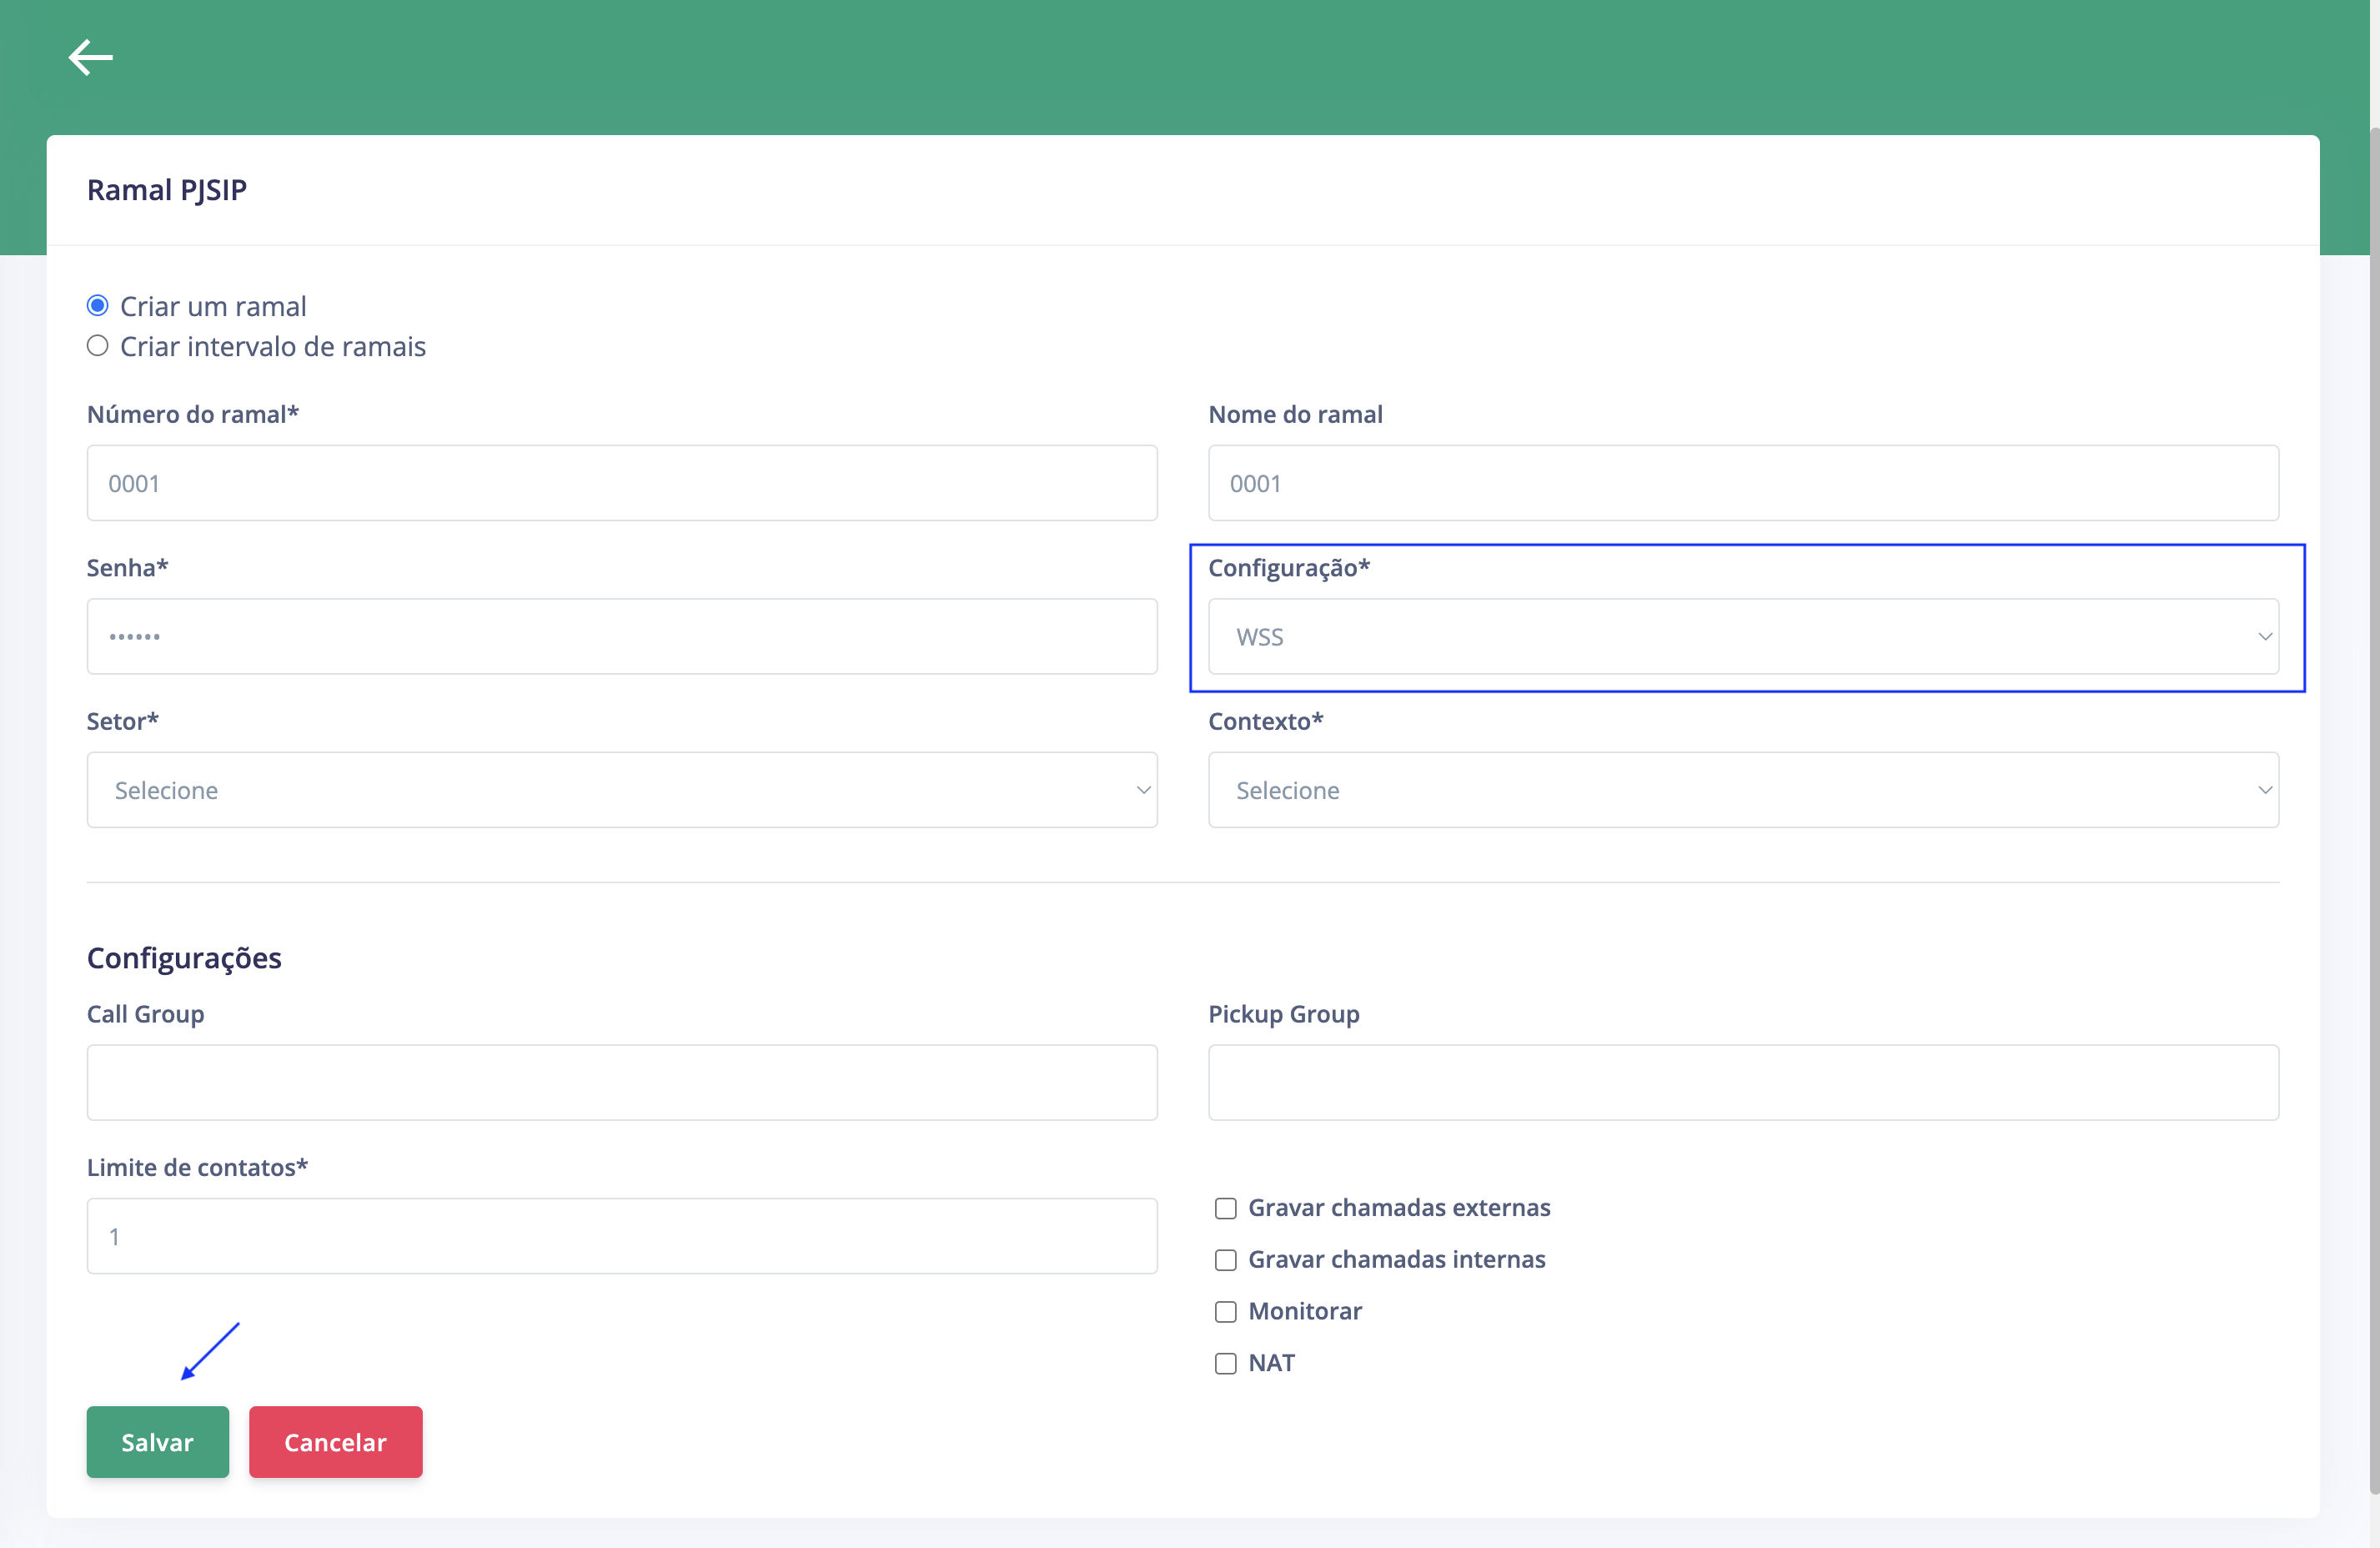 Ramal PJSIP
Criar um ramal
Criar intervalo de ramais
Número do ramal*
Nome do ramal
0001
0001
Senha*
Configuração*
••••••
WSS
Setor*
Contexto*
Selecione
Selecione
Configurações
Call Group
Pickup Group
Limite de contatos*
1
Gravar chamadas externas
Gravar chamadas internas
Monitorar
NAT
Salvar
Cancelar